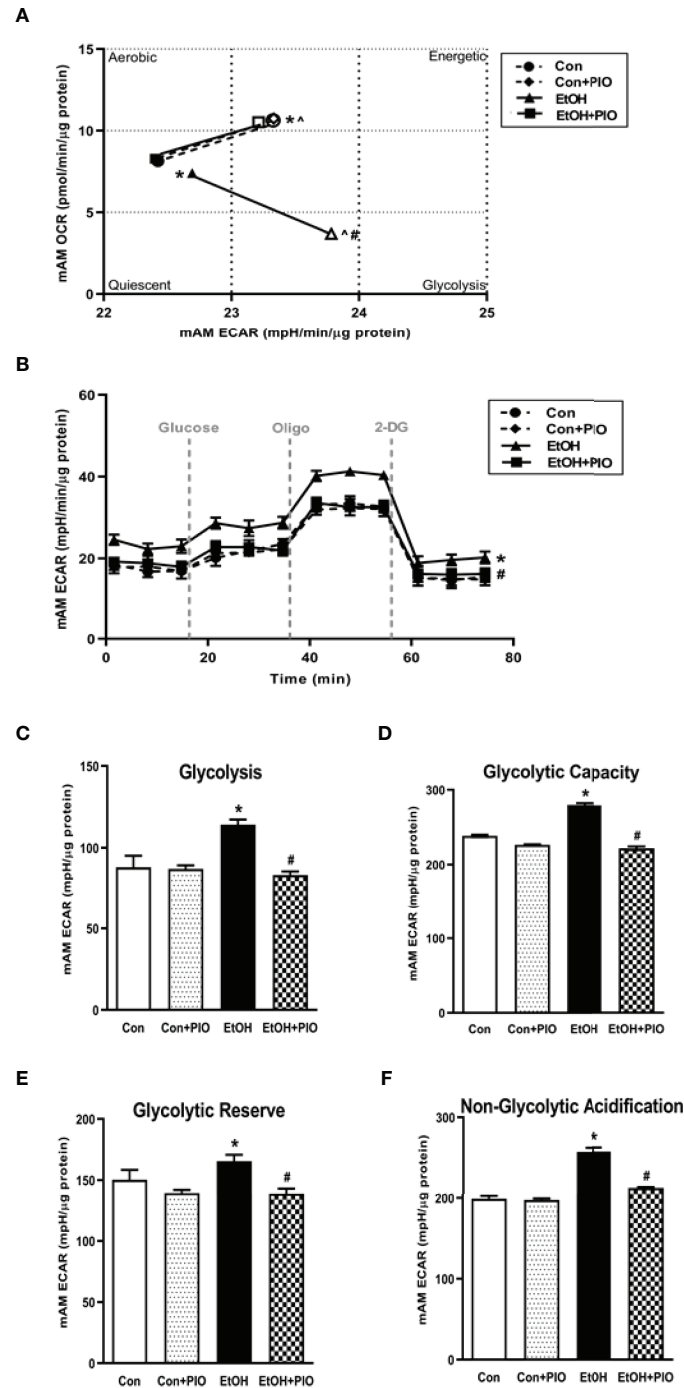 A
15
Aerobic
Energetic
10
* ^
*
5
^ #
Quiescent
Glycolysis
0
22
23
24
25
mAM OCR (pmol/min/µg protein)
mAM ECAR (mpH/min/µg protein)
Con
Con+PIO
EtOH
EtOH+PIO
B
60
Glucose
Oligo
2-DG
40
20
*
#
0
0
20
40
60
80
mAM ECAR (mpH/min/µg protein)
Time (min)
Con
Con+PIO
EtOH
EtOH+PIO
C
Glycolysis
150
*
100
#
50
0
mAM ECAR (mpH/µg protein)
Con Con+PIO EtOH EtOH+PIO
D
Glycolytic Capacity
300
*
#
200
100
0
mAM ECAR (mpH/µg protein)
Con Con+PIO EtOH EtOH+PIO
E
Glycolytic Reserve
200
*
150
#
100
50
0
mAM ECAR (mpH/µg protein)
Con Con+PIO EtOH EtOH+PIO
F
Non-Glycolytic Acidification
300
*
#
200
100
0
mAM ECAR (mpH/µg protein)
Con Con+PIO EtOH EtOH+PIO